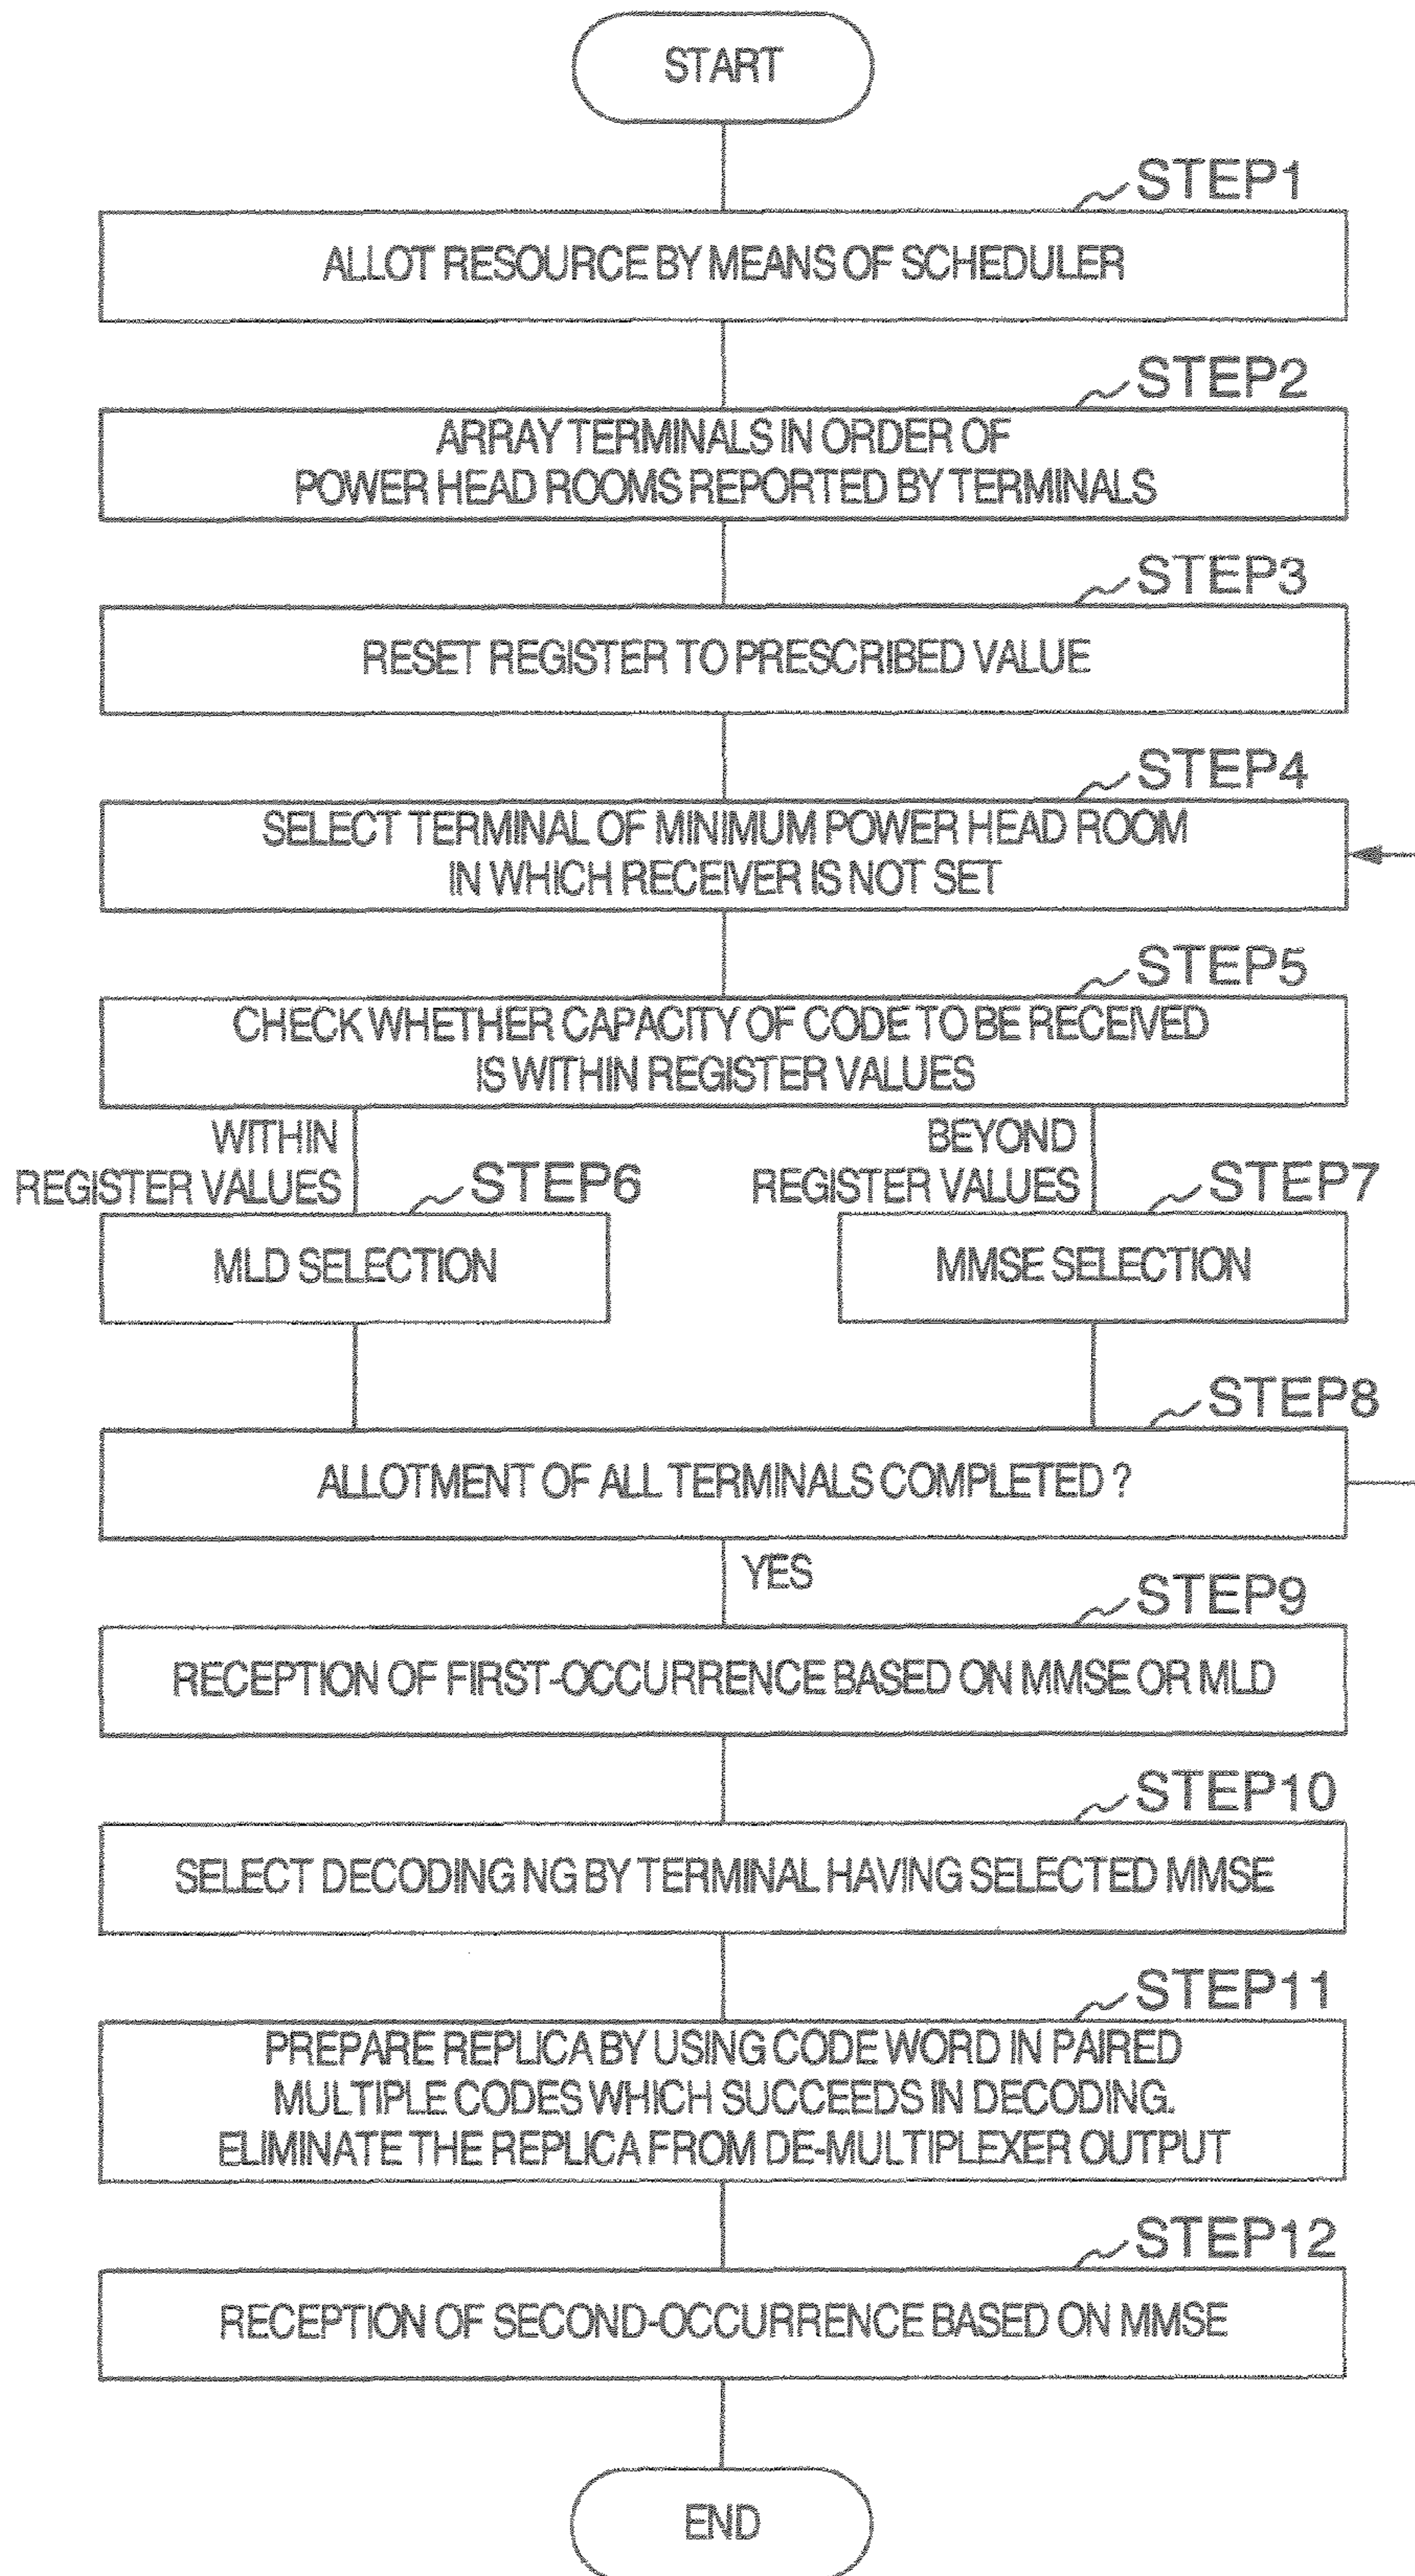 START
STEP1
ALLOT RESOURCE BY MEANS OF SCHEDULER
STEP2
ARRAY TERMINALS IN ORDER OF
POWER HEAD ROOMS REPORTED BY TERMINALS
STEP3
RESET REGISTER TO PRESCRIBED VALUE
STEP4
SELECT TERMINAL OF MINIMUM POWER HEAD ROOM
IN WHICH RECEIVER IS NOT SET
STEP5
CHECK WHETHER CAPACITY OF CODE TO BE RECEIVED
IS WITHIN REGISTER VALUES
WITHIN
REGISTER VALUES
STEP6
MLD SELECTION
BEYOND
REGISTER VALUES
STEP7
MMSE SELECTION
STEP8
ALLOTMENT OF ALL TERMINALS COMPLETED ?
YES
STEP9
RECEPTION OF FIRST-OCCURRENCE BASED ON MMSE OR MLD
STEP10
SELECT DECODING NG BY TERMINAL HAVING SELECTED MMSE
STEP11
PREPARE REPLICA BY USING CODE WORD IN PAIRED
MULTIPLE CODES WHICH SUCCEEDS IN DECODING.
ELIMINATE THE REPLICA FROM DE-MULTIPLEXER OUTPUT
STEP12
RECEPTION OF SECOND-OCCURRENCE BASED ON MMSE
END